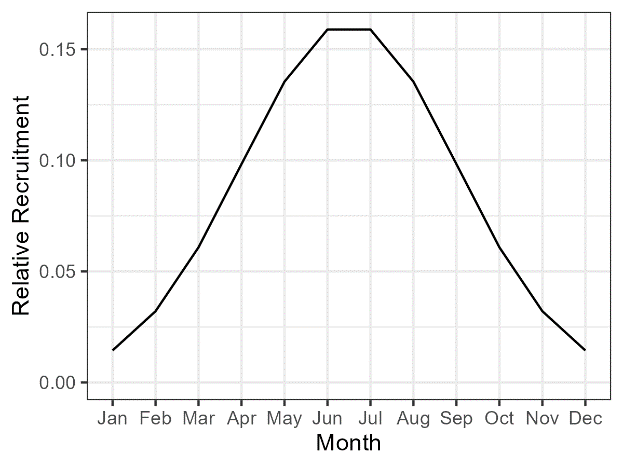 Relative Recruitment
0.15
0.10
0.05
0.00
Jan Feb Mar Apr May Jun Jul Aug Sep Oct Nov Dec
Month